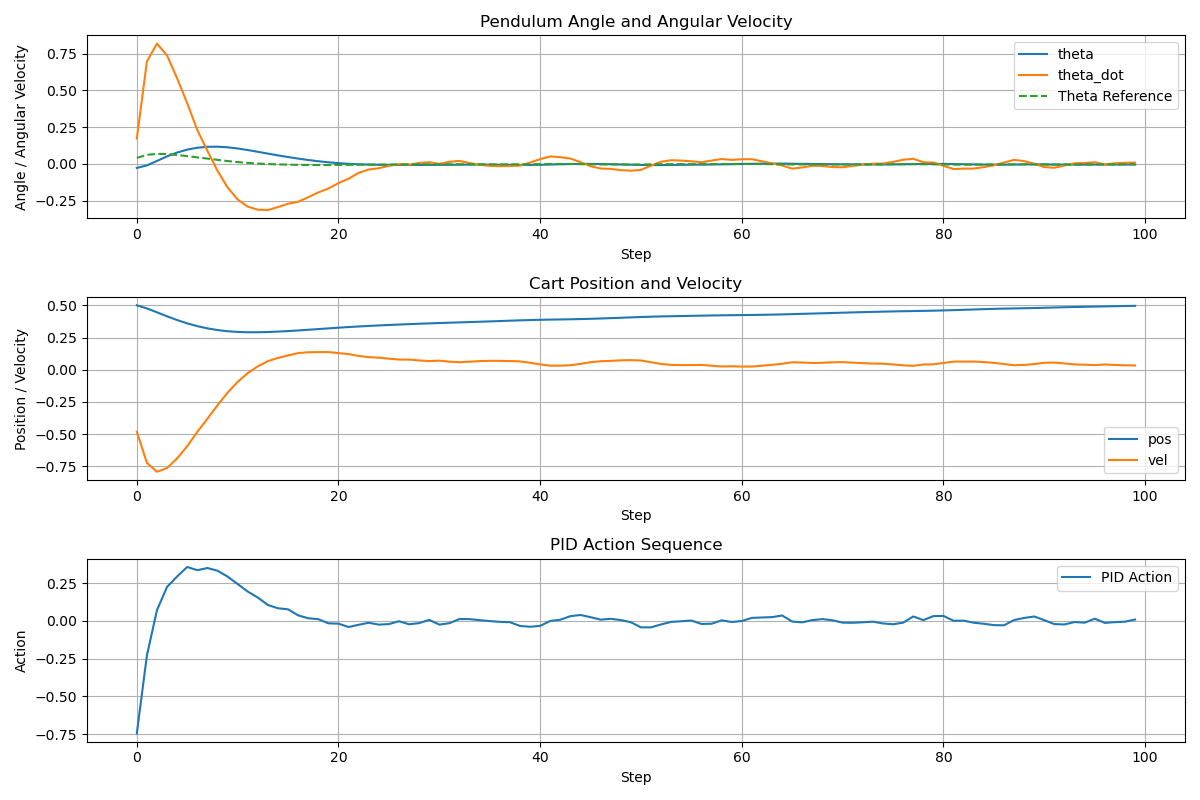 Pendulum Angle and Angular Velocity
Angle / Angular Velocity
0.75
0.50
0.25
0.00
−0.25
theta
theta_dot
Theta Reference
0 20 40 60 80 100
Step
Cart Position and Velocity
Position / Velocity
0.50
0.25
0.00
−0.25
−0.50
−0.75
pos
vel
0 20 40 60 80 100
Step
PID Action Sequence
Action
0.25
0.00
−0.25
−0.50
−0.75
PID Action
0 20 40 60 80 100
Step